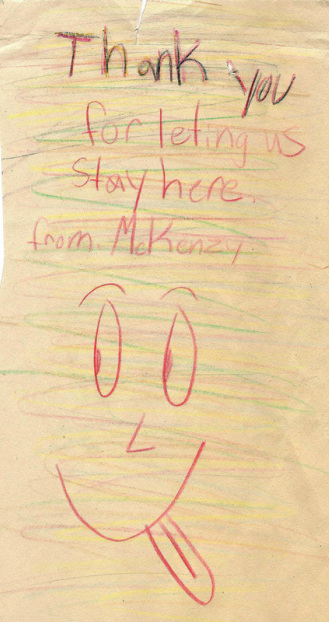 Thank you
for leting us
Stay here.
from. McKenzy